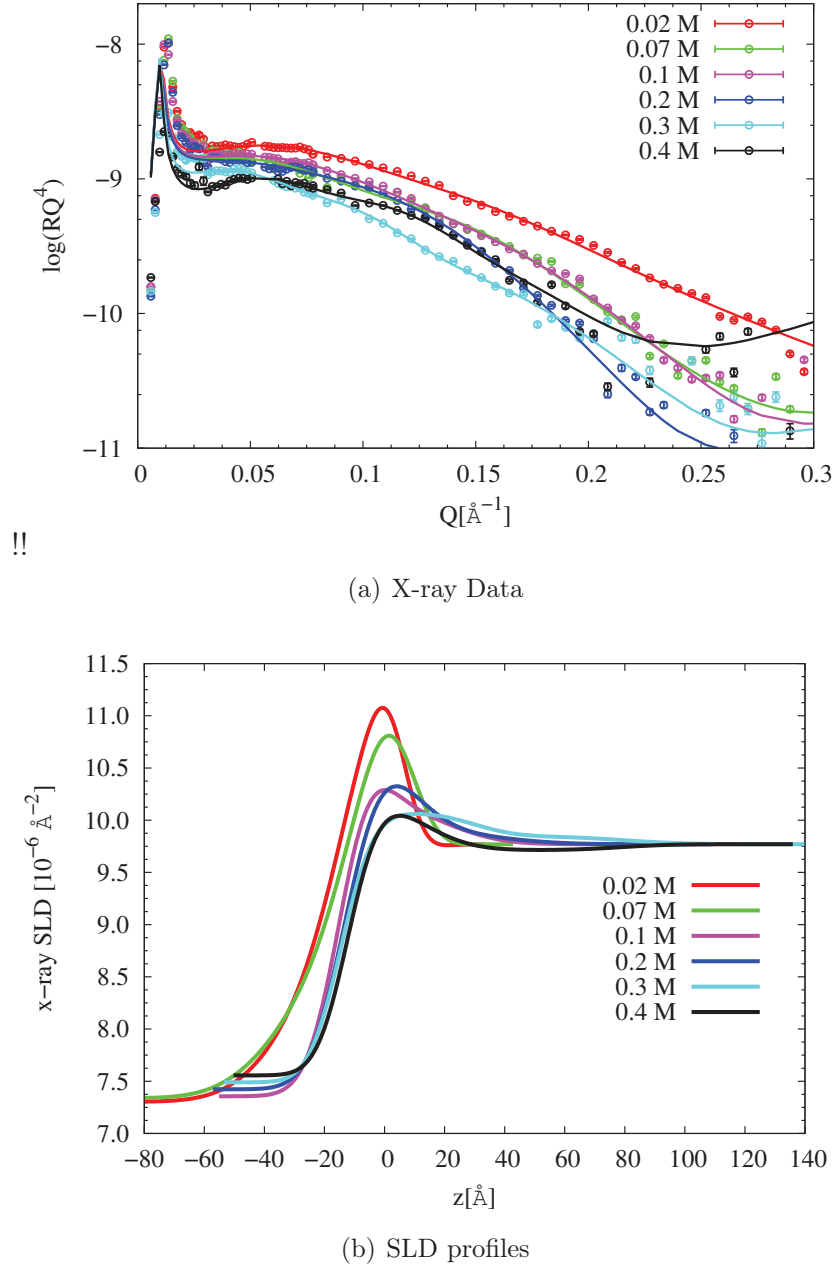 −8
−9
−10
−11
log(RQ⁴)
0.02 M
0.07 M
0.1 M
0.2 M
0.3 M
0.4 M
0 0.05 0.1 0.15 0.2 0.25 0.3
Q[Å⁻¹]
!!
(a) X-ray Data
11.5
11.0
10.5
10.0
9.5
9.0
8.5
8.0
7.5
7.0
x−ray SLD [10⁻⁶ Å⁻²]
0.02 M
0.07 M
0.1 M
0.2 M
0.3 M
0.4 M
−80 −60 −40 −20 0 20 40 60 80 100 120 140
z[Å]
(b) SLD profiles